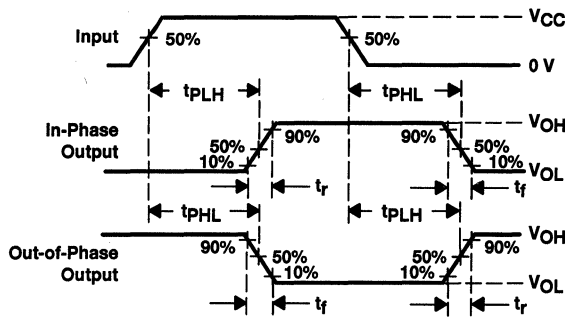 Input
50%
50%
VCC
0 V
tPLH
tPHL
In-Phase
Output
50%
10%
90%
90%
50%
10%
VOH
VOL
tr
tf
tPHL
tPLH
Out-of-Phase
Output
90%
50%
10%
10%
50%
90%
VOH
VOL
tf
tr